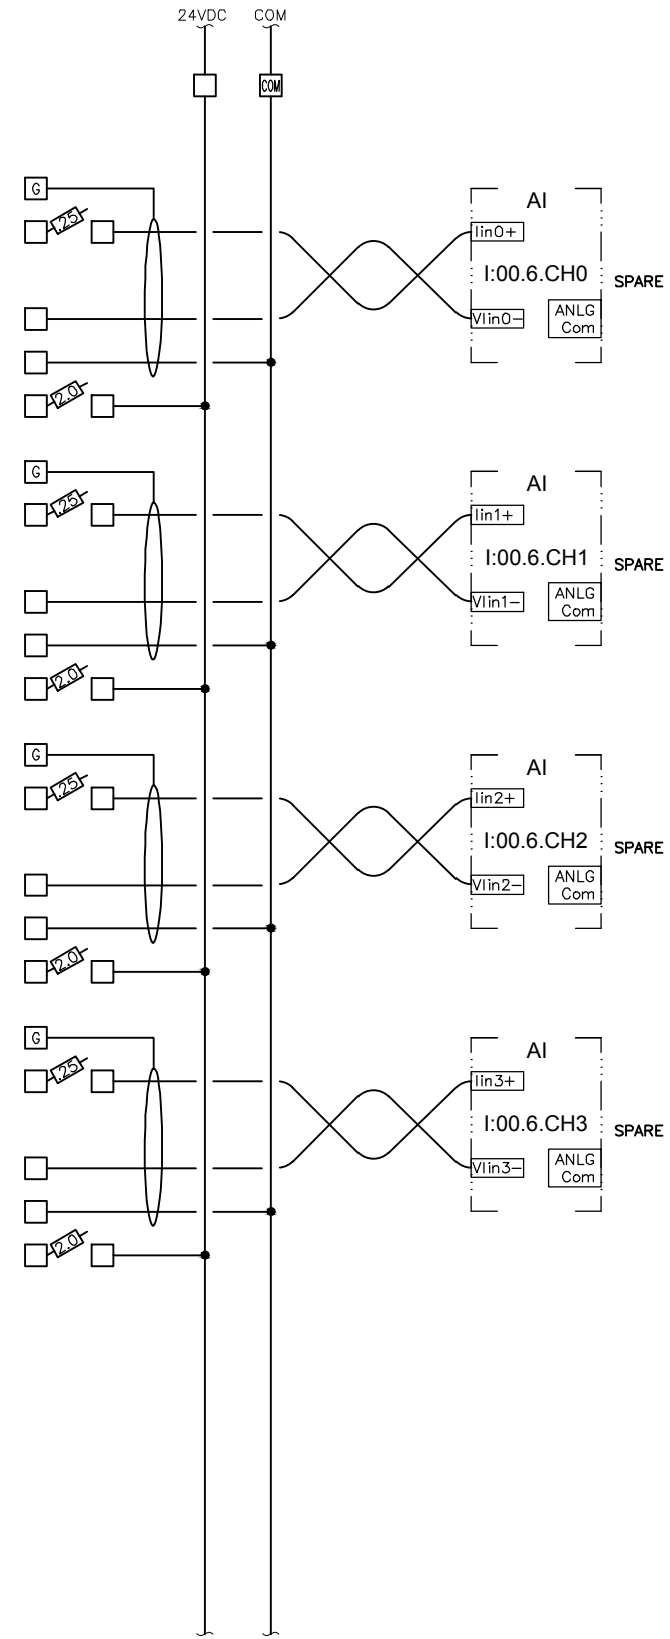 24VDC COM
COM
G
.25
2.0
AI
Iin0+
I:00.6.CH0
VIin0-
ANLG
Com
SPARE
G
.25
2.0
AI
Iin1+
I:00.6.CH1
VIin1-
ANLG
Com
SPARE
G
.25
2.0
AI
Iin2+
I:00.6.CH2
VIin2-
ANLG
Com
SPARE
G
.25
2.0
AI
Iin3+
I:00.6.CH3
VIin3-
ANLG
Com
SPARE